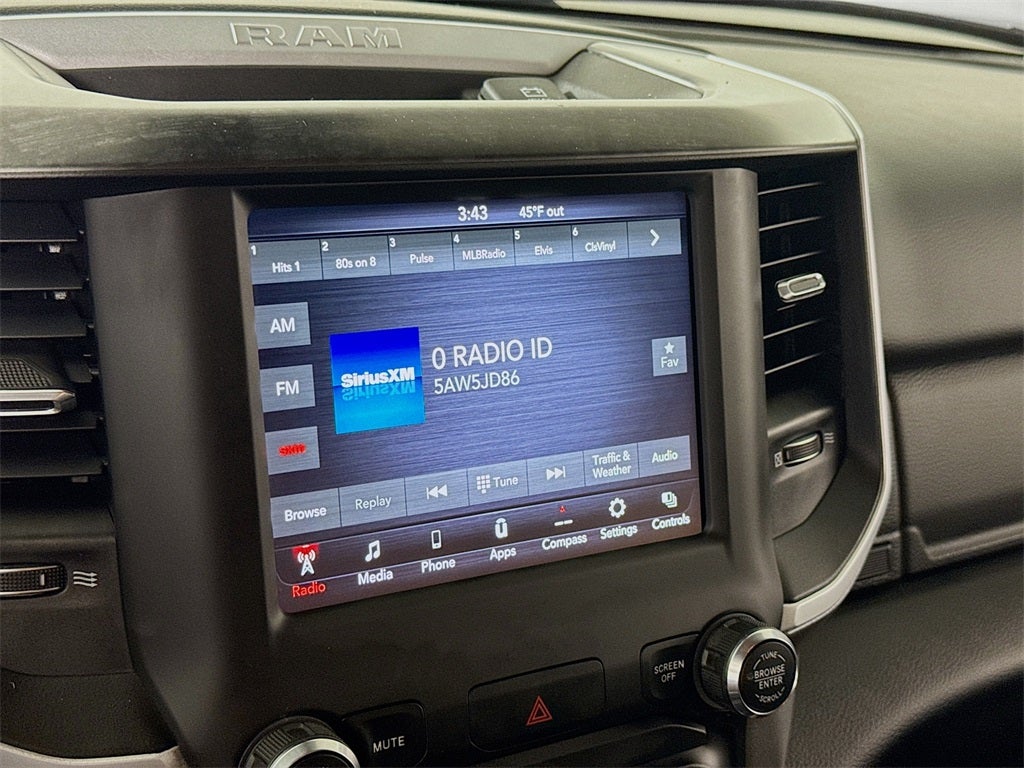 RAM
3:43 45°F out
1 Hits 1
2 80s on 8
3 Pulse
4 MLBRadio
5 Elvis
6 ClsVinyl
AM
FM
SXM
SiriusXM
0 RADIO ID
5AW5JD86
Fav
Browse
Replay
Tune
Traffic &
Weather
Audio
Radio
Media
Phone
Apps
Compass
Settings
Controls
MUTE
SCREEN
OFF
TUNE
BROWSE
ENTER
SCROLL